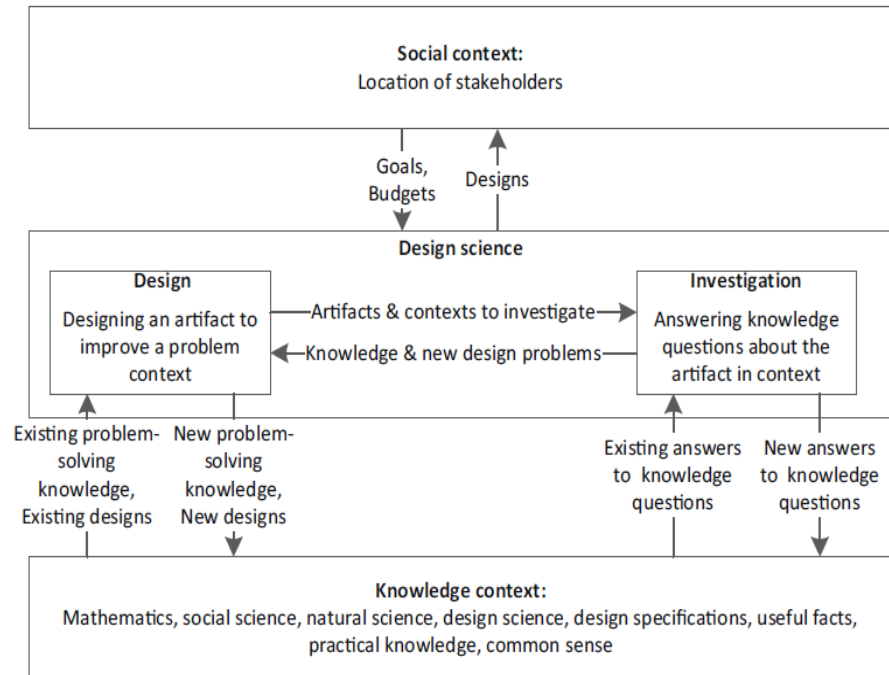 Social context:
Location of stakeholders
Goals,
Budgets
Designs
Design science
Design
Designing an artifact to
improve a problem
context
Artifacts & contexts to investigate
Knowledge & new design problems
Investigation
Answering knowledge
questions about the
artifact in context
Existing problem-
solving
knowledge,
Existing designs
New problem-
solving
knowledge,
New designs
Existing answers
to knowledge
questions
New answers
to knowledge
questions
Knowledge context:
Mathematics, social science, natural science, design science, design specifications, useful facts,
practical knowledge, common sense